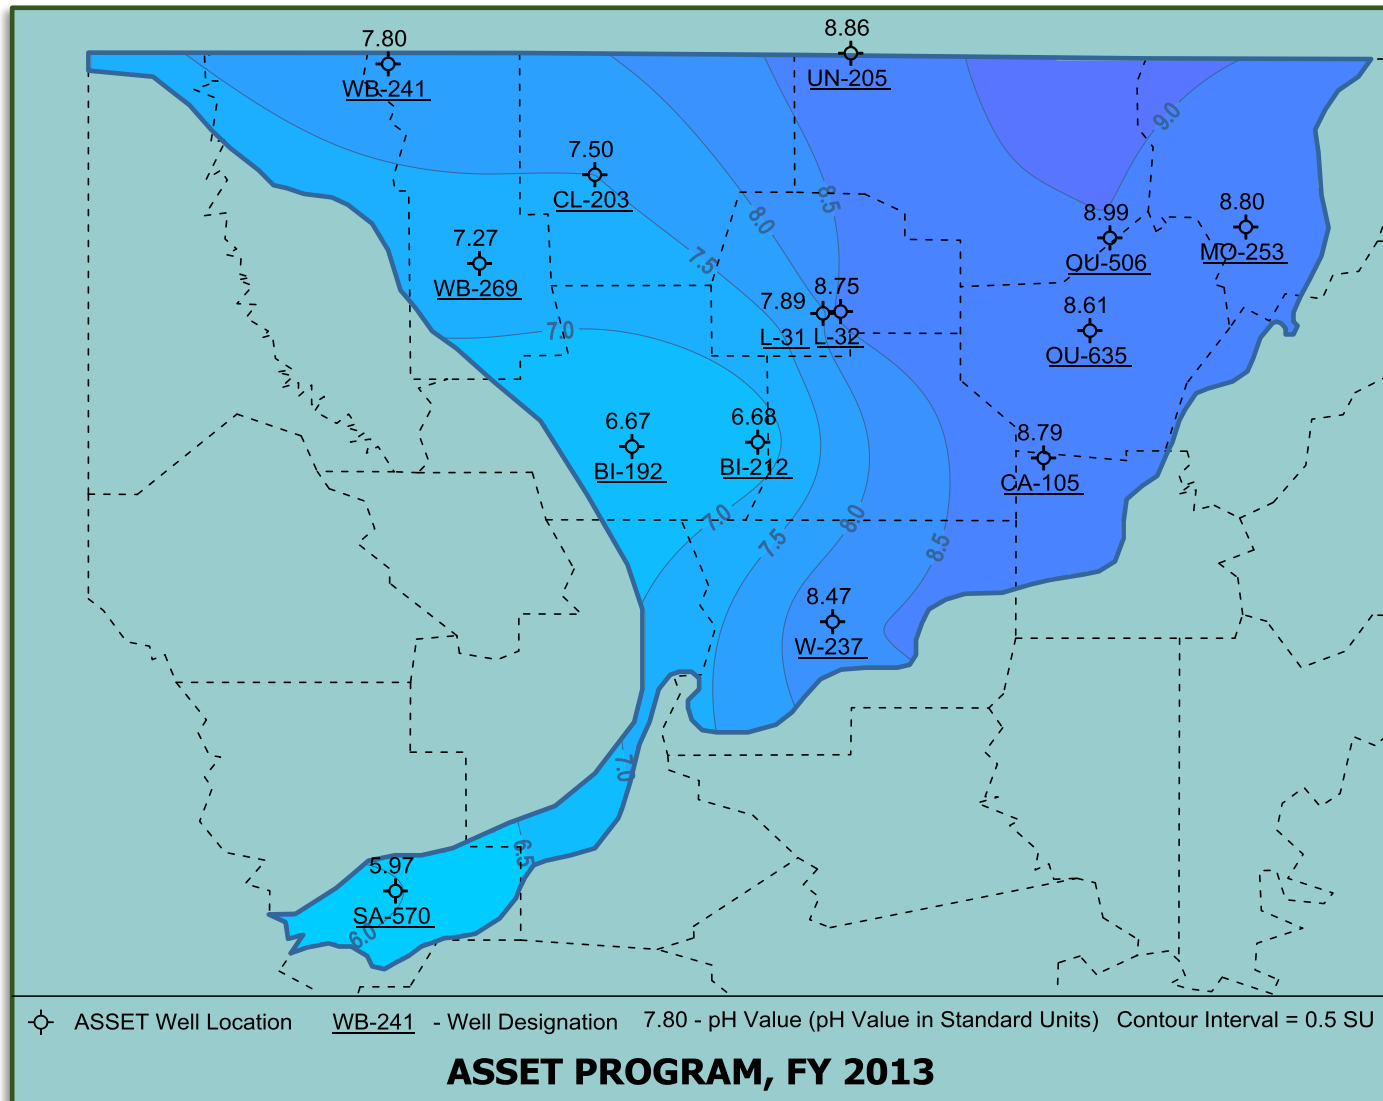 7.80
WB-241
8.86
UN-205
7.50
CL-203
9.0
8.5
8.0
8.99
OU-506
8.80
MO-253
7.27
WB-269
7.5
7.89
L-31
8.75
L-32
8.61
OU-635
7.0
6.67
BI-192
6.68
BI-212
8.79
CA-105
7.0
7.5
8.0
8.5
8.47
W-237
7.0
6.5
5.97
SA-570
6.0
ASSET Well Location WB-241 - Well Designation 7.80 - pH Value (pH Value in Standard Units) Contour Interval = 0.5 SU
ASSET PROGRAM, FY 2013